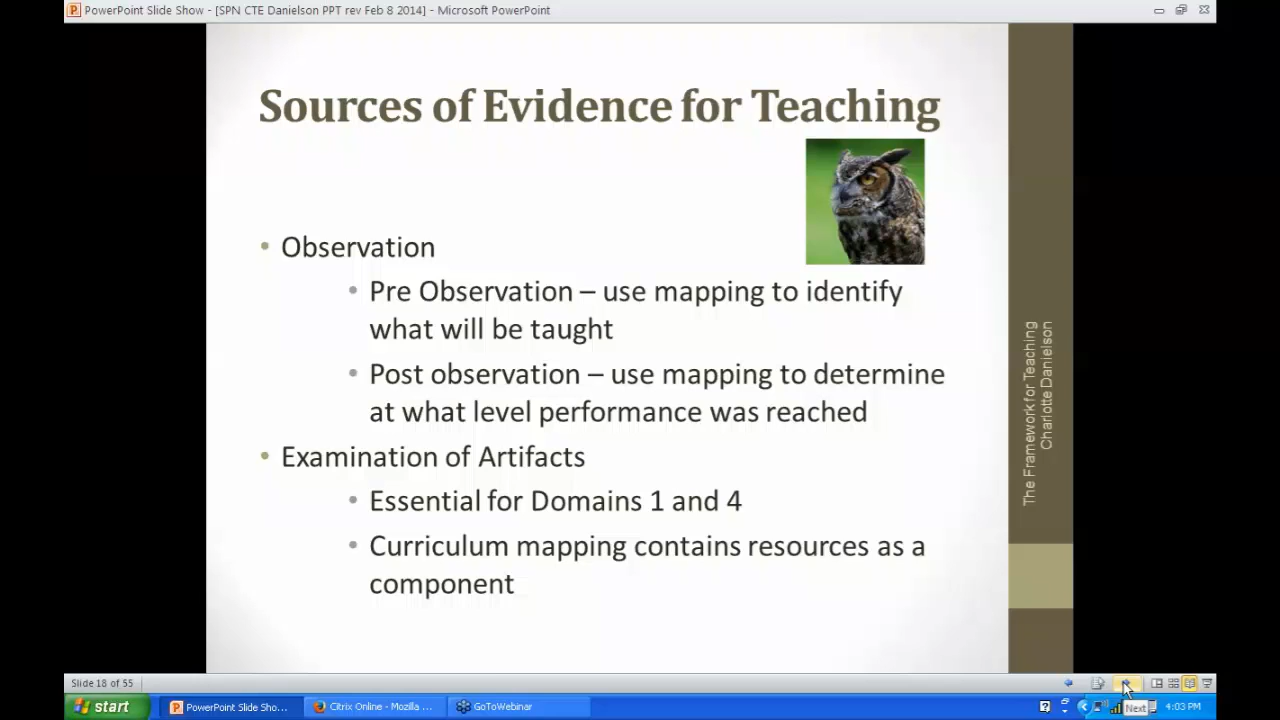 PowerPoint Slide Show - [SPN CTE Danielson PPT rev Feb 8 2014] - Microsoft PowerPoint
Sources of Evidence for Teaching
• Observation
• Pre Observation – use mapping to identify
what will be taught
• Post observation – use mapping to determine
at what level performance was reached
• Examination of Artifacts
• Essential for Domains 1 and 4
• Curriculum mapping contains resources as a
component
The Framework for Teaching
Charlotte Danielson
Slide 18 of 55
start
PowerPoint Slide Sho...
Citrix Online - Mozilla ...
GoToWebinar
Next
4:03 PM